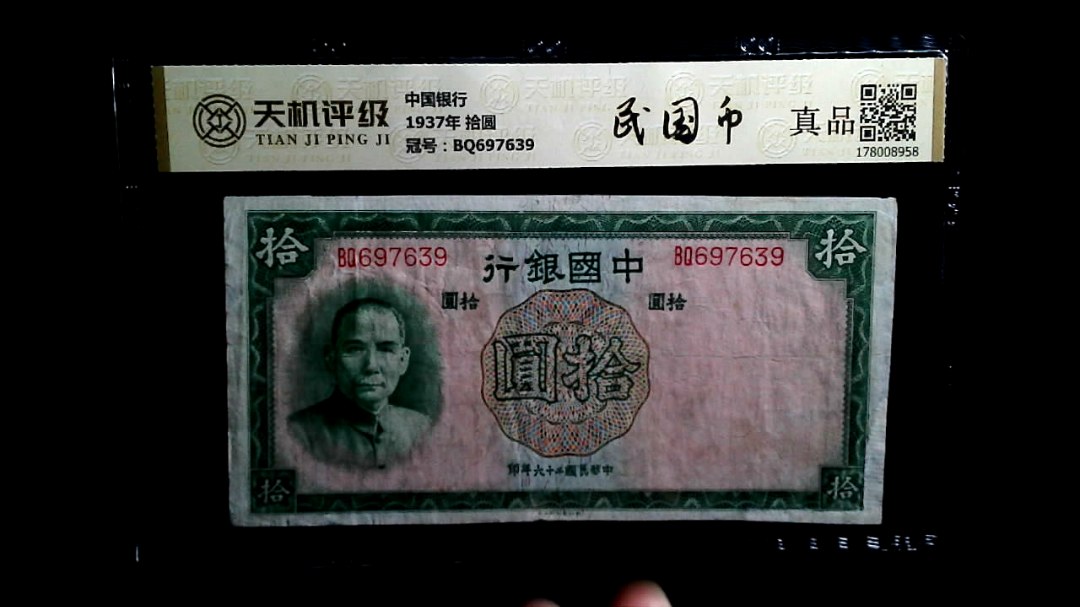 天机评级
TIAN JI PING JI
中国银行
1937年 拾圆
冠号：BQ697639
民国币
真品
178008958
拾
BQ697639
行銀國中
BQ697639
拾
圓拾
圓拾
圓拾
印年六十二國民華中
拾
拾